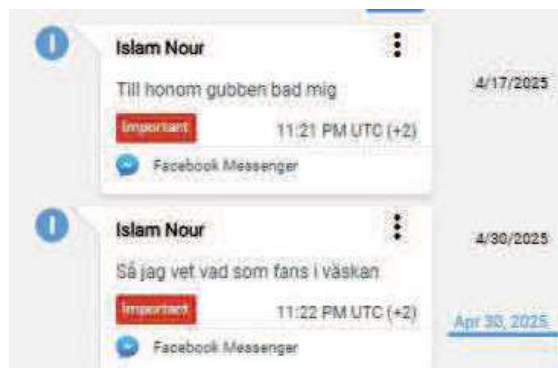 I
Islam Nour
4/17/2025
Till honom gubben bad mig
Important
11:21 PM UTC (+2)
Facebook Messenger
I
Islam Nour
4/30/2025
Så jag vet vad som fans i väskan
Important
11:22 PM UTC (+2)
Apr 30, 2025
Facebook Messenger